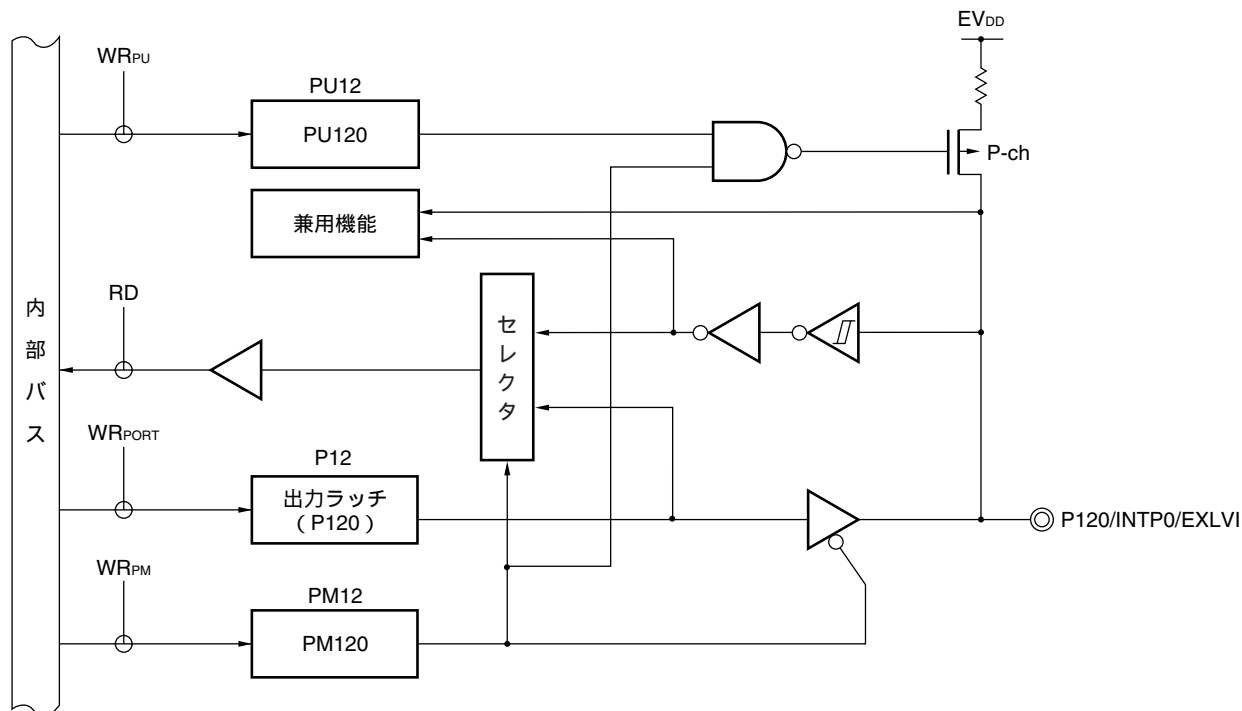 EVDD
WRPU
PU12
PU120
P-ch
兼用機能
内部バス
RD
セレクタ
WRPORT
P12
出力ラッチ
（P120）
P120/INTP0/EXLVI
WRPM
PM12
PM120